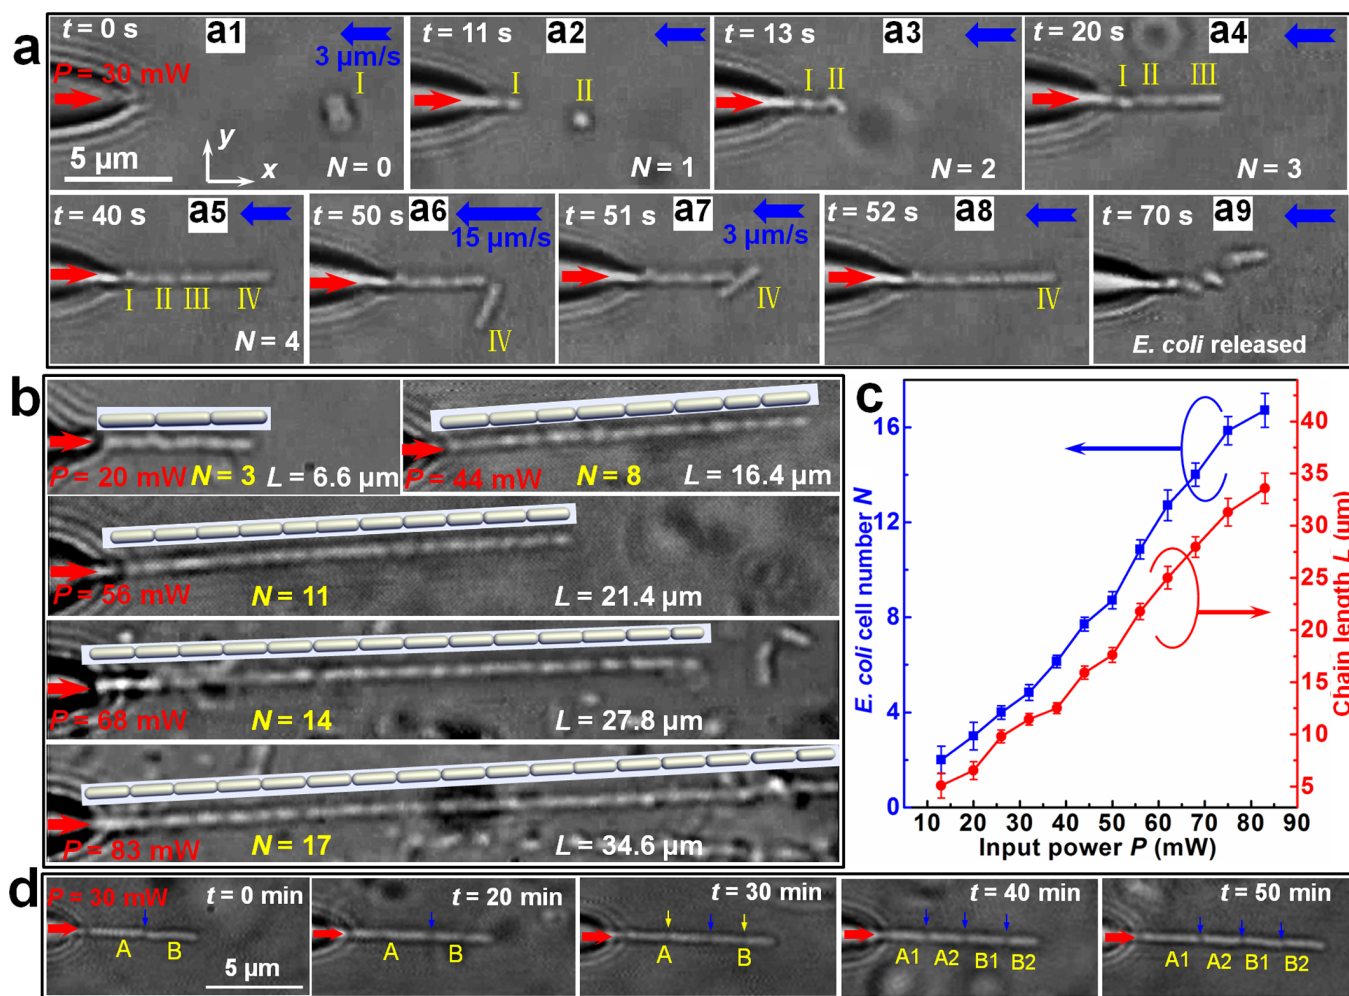 a
t = 0 s
a1
3 µm/s
P = 30 mW
I
y
x
5 µm
N = 0
t = 11 s
a2
I
II
N = 1
t = 13 s
a3
I
II
N = 2
t = 20 s
a4
I
II
III
N = 3
t = 40 s
a5
I
II
III
IV
N = 4
t = 50 s
a6
15 µm/s
IV
t = 51 s
a7
3 µm/s
IV
t = 52 s
a8
IV
t = 70 s
a9
E. coli released
b
P = 20 mW
N = 3
L = 6.6 µm
P = 44 mW
N = 8
L = 16.4 µm
P = 56 mW
N = 11
L = 21.4 µm
P = 68 mW
N = 14
L = 27.8 µm
P = 83 mW
N = 17
L = 34.6 µm
c
E. coli cell number N
16
12
8
4
0
40
35
30
25
20
15
10
5
Chain length L (µm)
10 20 30 40 50 60 70 80 90
Input power P (mW)
d
P = 30 mW
t = 0 min
A
B
5 µm
t = 20 min
A
B
t = 30 min
A
B
t = 40 min
A1
A2
B1
B2
t = 50 min
A1
A2
B1
B2